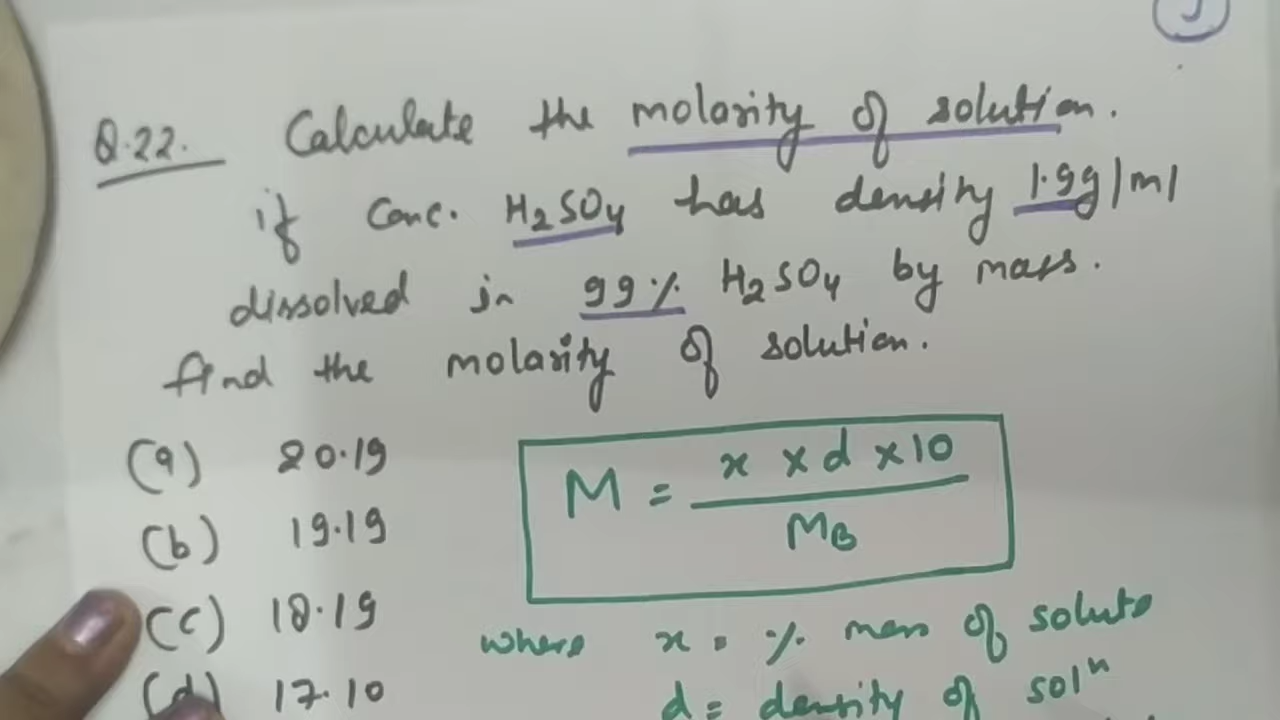 Q.22. Calculate the molarity of solution.
if conc. H₂SO₄ has density 1.9g/ml
dissolved in 99% H₂SO₄ by mass.
find the molarity of solution.
(a) 20.19
(b) 19.19
(c) 18.19
(d) 17.10
M = x × d × 10
M_B
where x = % mass of solute
d = density of solⁿ